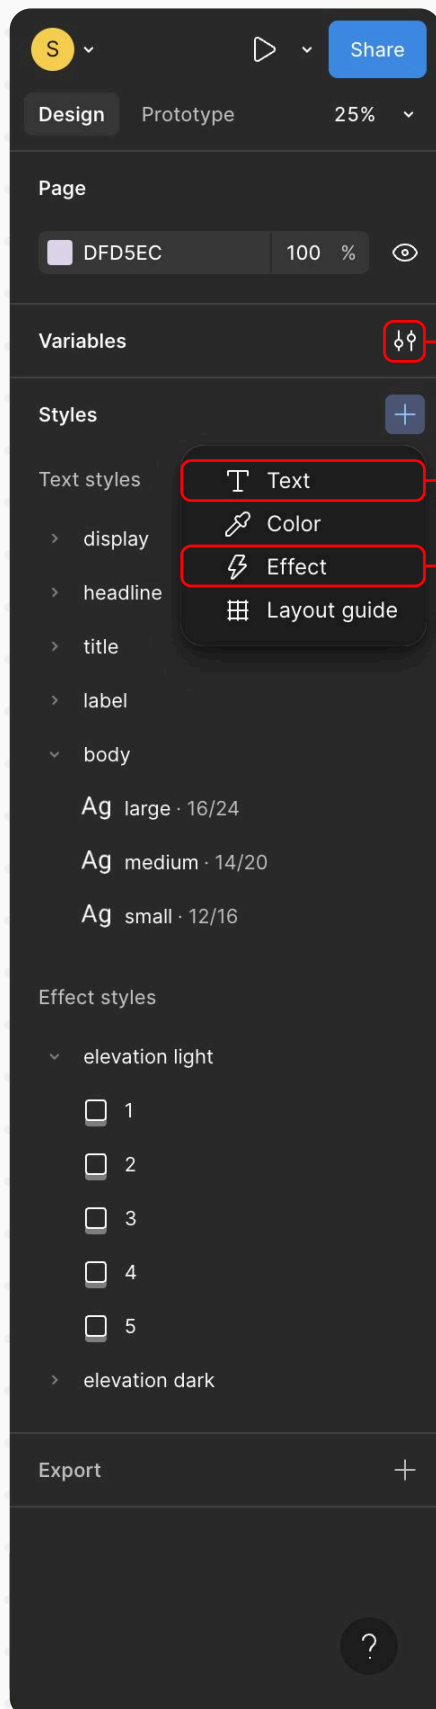 S
Share
Design Prototype 25%
Page
DFD5EC 100 %
Variables
Styles
Text styles
Text
Color
Effect
Layout guide
display
headline
title
label
body
Ag large · 16/24
Ag medium · 14/20
Ag small · 12/16
Effect styles
elevation light
1
2
3
4
5
elevation dark
Export
?